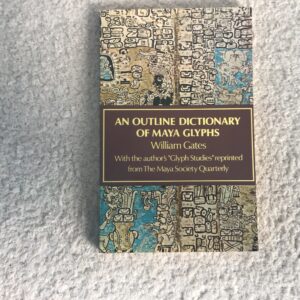 AN OUTLINE DICTIONARY
OF MAYA GLYPHS
William Gates
With the author's "Glyph Studies" reprinted
from The Maya Society Quarterly